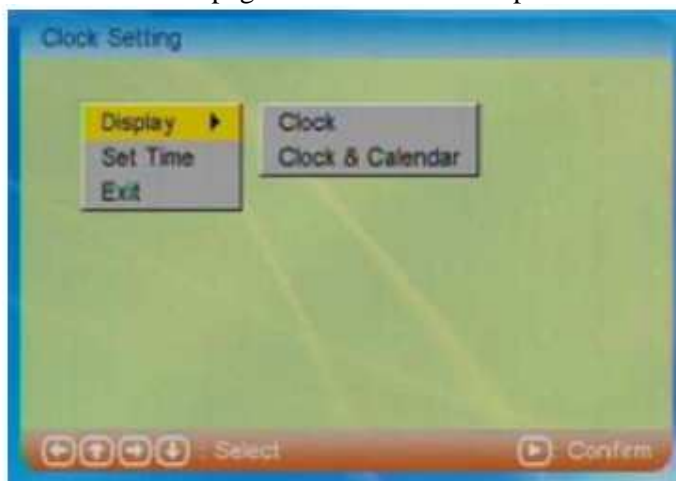 Clock Setting
Display
Clock
Set Time
Clock & Calendar
Exit
Select
Confirm